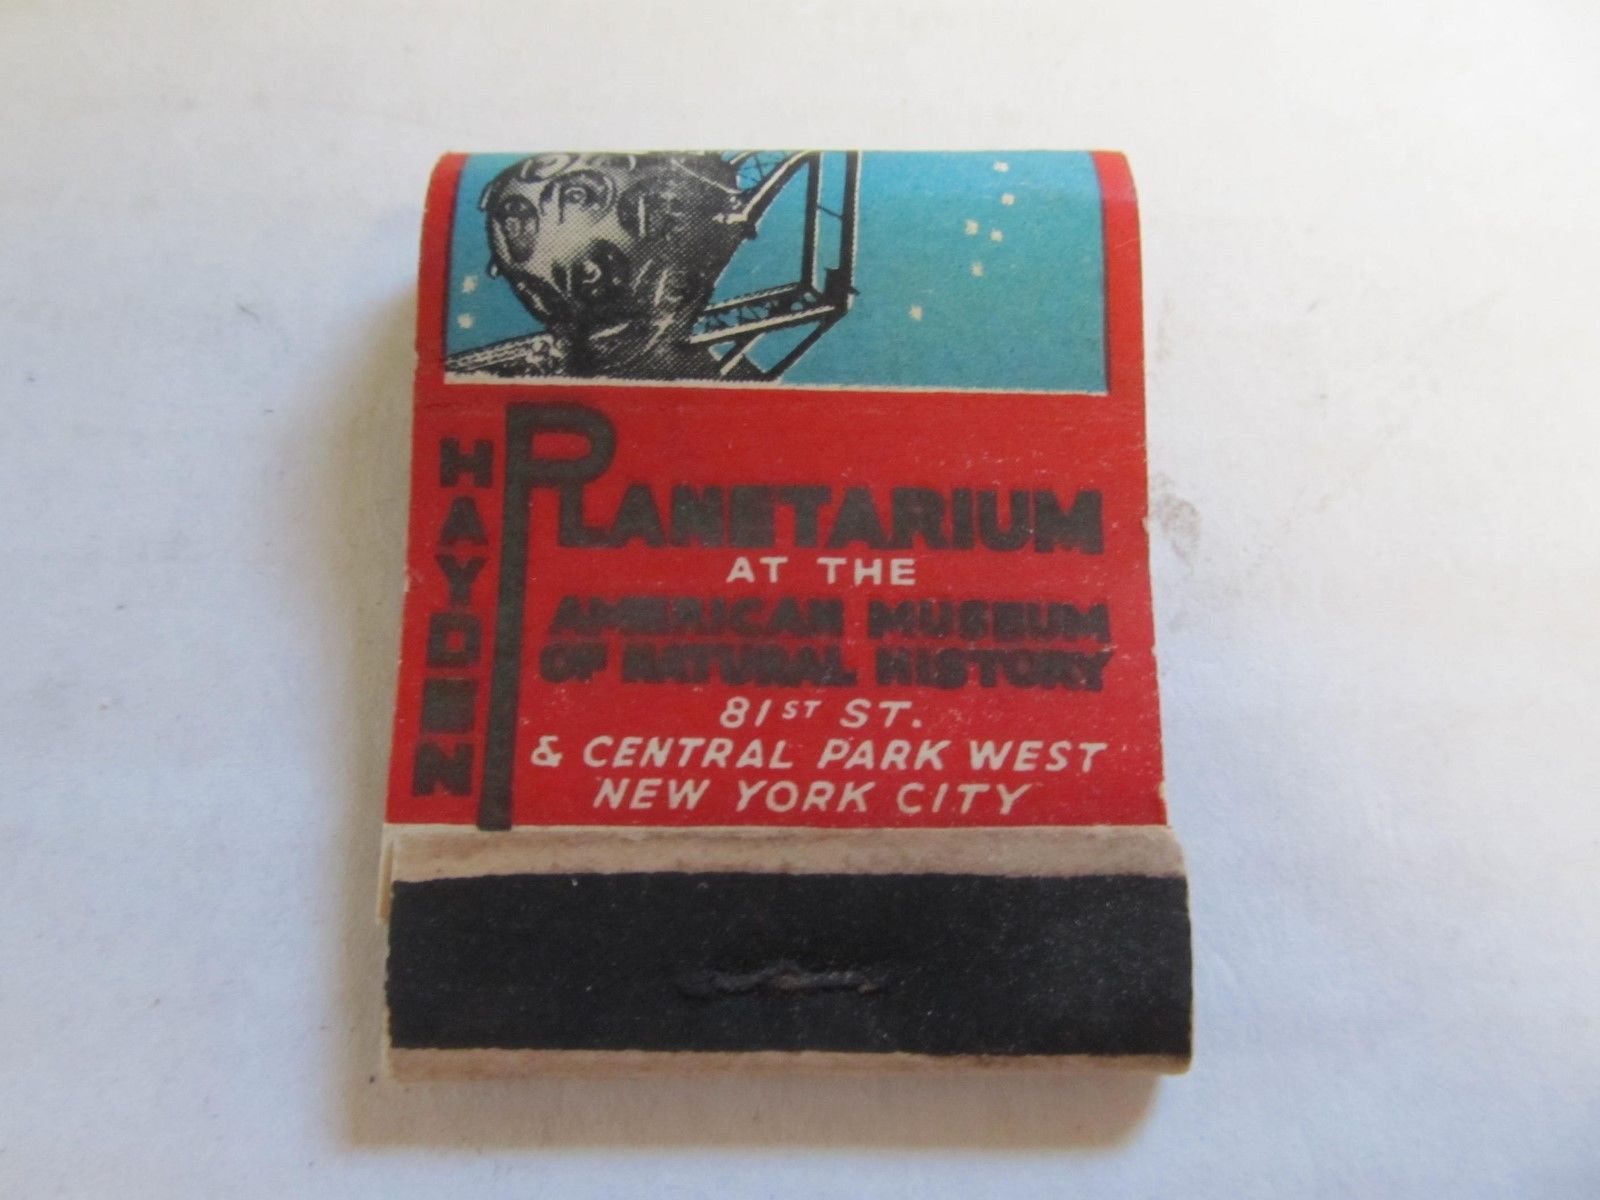 HAYDEN
PLANETARIUM
AT THE
AMERICAN MUSEUM
OF NATURAL HISTORY
81ST ST.
& CENTRAL PARK WEST
NEW YORK CITY